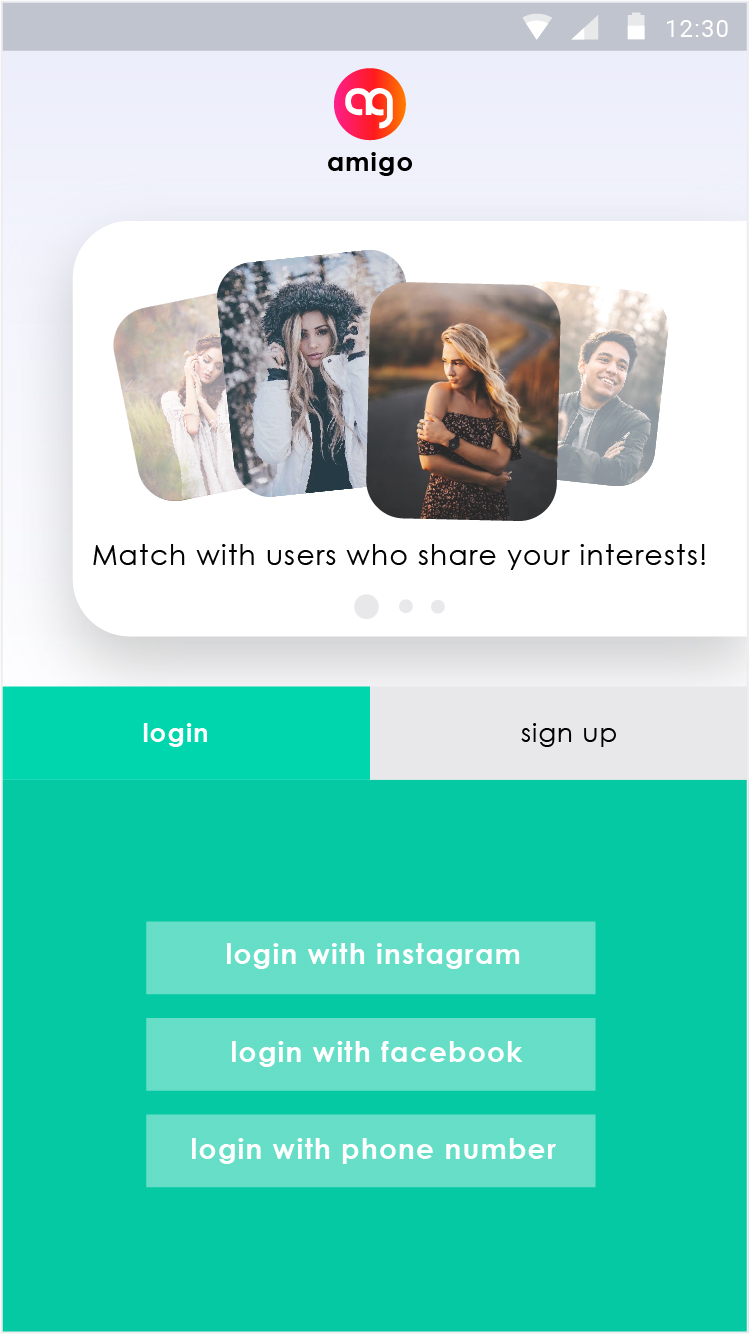 12:30
ag
amigo
Match with users who share your interests!
login
sign up
login with instagram
login with facebook
login with phone number